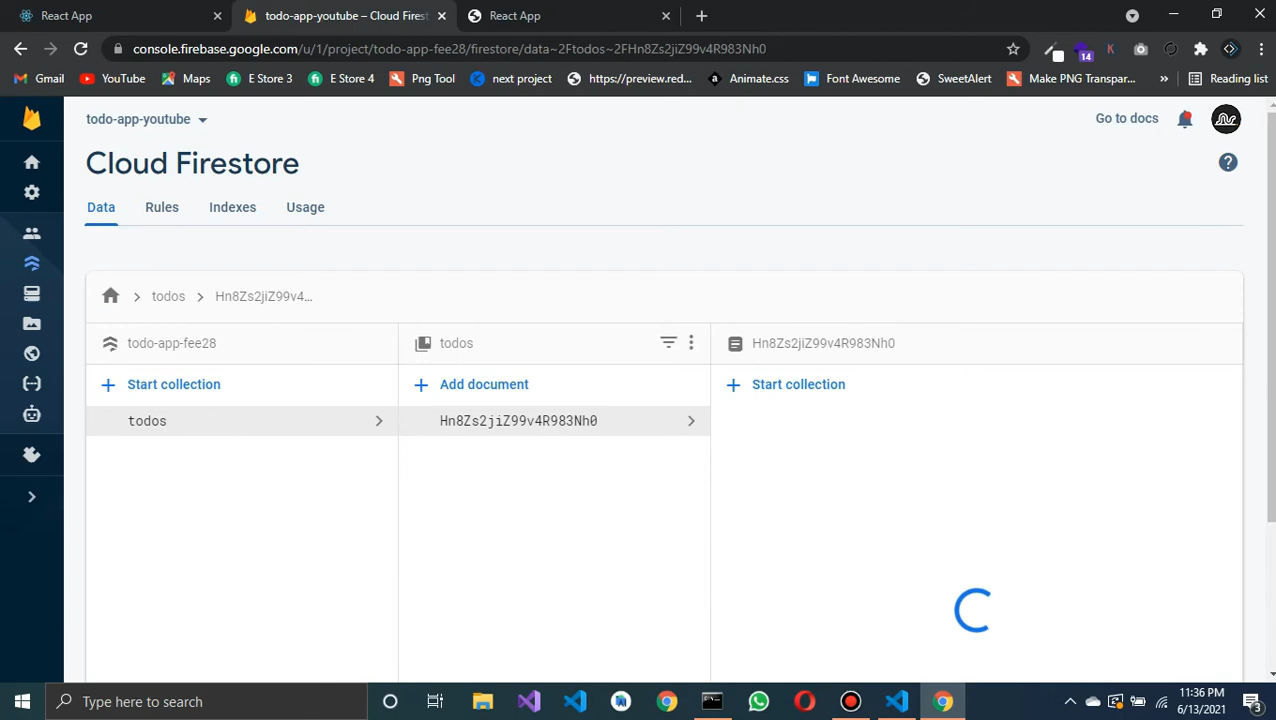 React App
todo-app-youtube – Cloud Firest
React App
console.firebase.google.com/u/1/project/todo-app-fee28/firestore/data~2Ftodos~2FHn8Zs2jiZ99v4R983Nh0
14
K
Gmail
YouTube
Maps
E Store 3
E Store 4
Png Tool
next project
https://preview.red...
Animate.css
Font Awesome
SweetAlert
Make PNG Transpar...
»
Reading list
todo-app-youtube
Go to docs
Cloud Firestore
Data
Rules
Indexes
Usage
todos
Hn8Zs2jiZ99v4...
todo-app-fee28
todos
Hn8Zs2jiZ99v4R983Nh0
Start collection
Add document
Start collection
todos
Hn8Zs2jiZ99v4R983Nh0
Type here to search
11:36 PM
6/13/2021
3